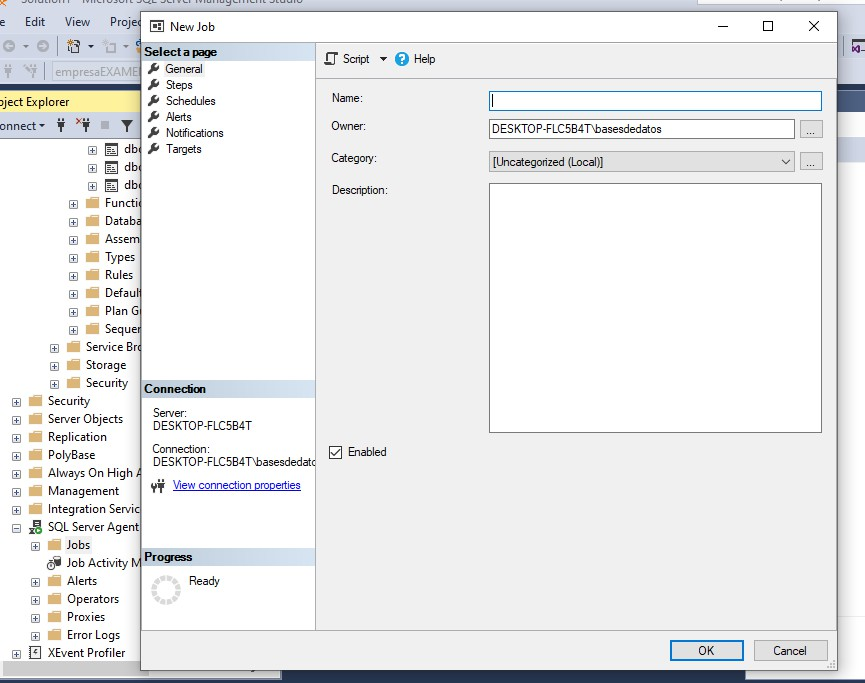 Solution1 - Microsoft SQL Server Management Studio
New Job
Edit View Projec
empresaEXAME
Object Explorer
onnect
dbo
dbo
dbo
Functi
Databa
Assem
Types
Rules
Default
Plan G
Sequer
Service Bro
Storage
Security
Security
Server Objects
Replication
PolyBase
Always On High A
Management
Integration Servic
SQL Server Agent
Jobs
Job Activity M
Alerts
Operators
Proxies
Error Logs
XEvent Profiler
Select a page
General
Steps
Schedules
Alerts
Notifications
Targets
Connection
Server:
DESKTOP-FLC5B4T
Connection:
DESKTOP-FLC5B4T\basesdedato
View connection properties
Progress
Ready
Script Help
Name:
Owner: DESKTOP-FLC5B4T\basesdedatos ...
Category: [Uncategorized (Local)] ...
Description:
Enabled
OK Cancel